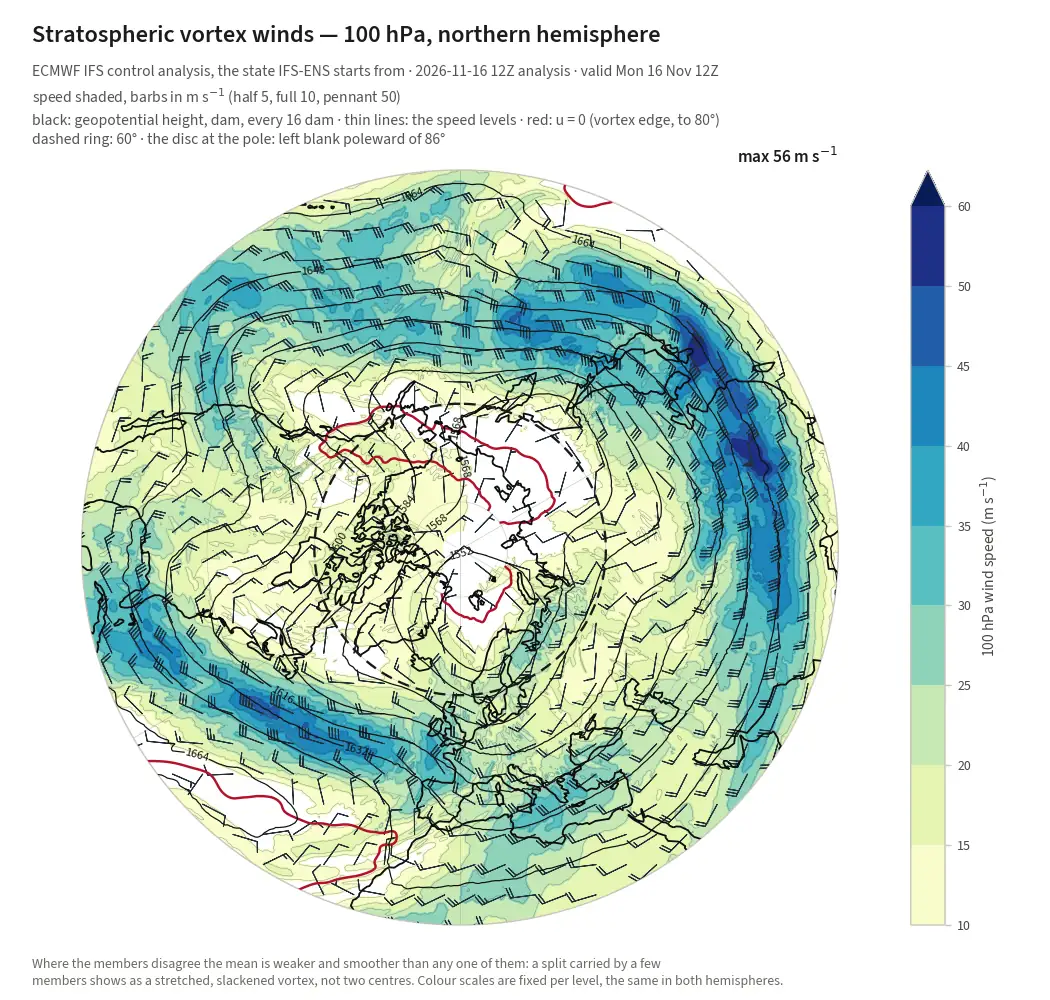 Stratospheric vortex winds — 100 hPa, northern hemisphere
ECMWF IFS control analysis, the state IFS-ENS starts from · 2026-11-16 12Z analysis · valid Mon 16 Nov 12Z
speed shaded, barbs in m s⁻¹ (half 5, full 10, pennant 50)
black: geopotential height, dam, every 16 dam · thin lines: the speed levels · red: u = 0 (vortex edge, to 80°)
dashed ring: 60° · the disc at the pole: left blank poleward of 86°
max 56 m s⁻¹
1664
1664
1648
1568
1568
1584
1568
1552
1616
1632
1664
60
50
45
40
35
30
25
20
15
10
100 hPa wind speed (m s⁻¹)
Where the members disagree the mean is weaker and smoother than any one of them: a split carried by a few
members shows as a stretched, slackened vortex, not two centres. Colour scales are fixed per level, the same in both hemispheres.